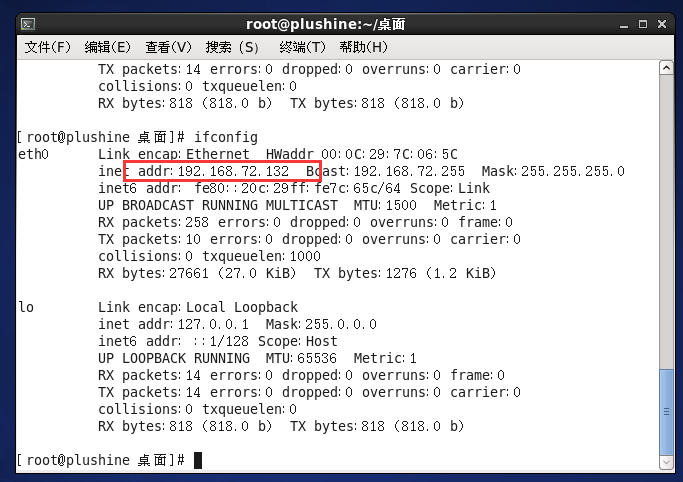 root@plushine:~/桌面
文件(F) 编辑(E) 查看(V) 搜索 (S) 终端(T) 帮助(H)
TX packets:14 errors:0 dropped:0 overruns:0 carrier:0
collisions:0 txqueuelen:0
RX bytes:818 (818.0 b)  TX bytes:818 (818.0 b)
[root@plushine 桌面]# ifconfig
eth0      Link encap:Ethernet  HWaddr 00:0C:29:7C:06:5C
inet addr:192.168.72.132  Bcast:192.168.72.255  Mask:255.255.255.0
inet6 addr: fe80::20c:29ff:fe7c:65c/64 Scope:Link
UP BROADCAST RUNNING MULTICAST  MTU:1500  Metric:1
RX packets:258 errors:0 dropped:0 overruns:0 frame:0
TX packets:10 errors:0 dropped:0 overruns:0 carrier:0
collisions:0 txqueuelen:1000
RX bytes:27661 (27.0 KiB)  TX bytes:1276 (1.2 KiB)
lo        Link encap:Local Loopback
inet addr:127.0.0.1  Mask:255.0.0.0
inet6 addr: ::1/128 Scope:Host
UP LOOPBACK RUNNING  MTU:65536  Metric:1
RX packets:14 errors:0 dropped:0 overruns:0 frame:0
TX packets:14 errors:0 dropped:0 overruns:0 carrier:0
collisions:0 txqueuelen:0
RX bytes:818 (818.0 b)  TX bytes:818 (818.0 b)
[root@plushine 桌面]#